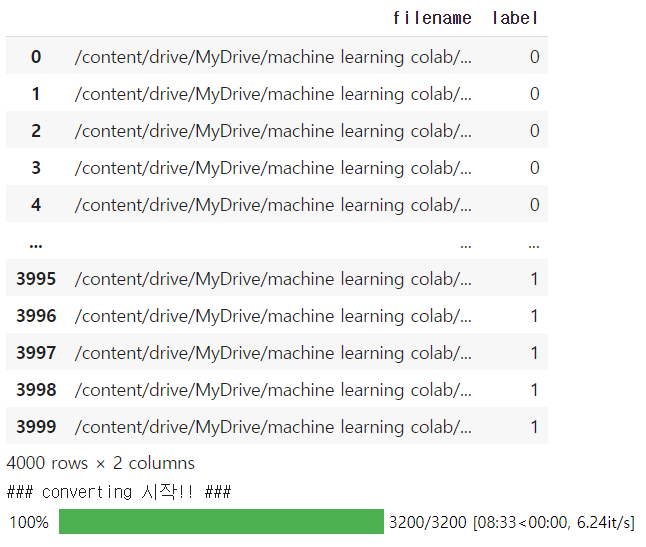 filename label
0 /content/drive/MyDrive/machine learning colab/... 0
1 /content/drive/MyDrive/machine learning colab/... 0
2 /content/drive/MyDrive/machine learning colab/... 0
3 /content/drive/MyDrive/machine learning colab/... 0
4 /content/drive/MyDrive/machine learning colab/... 0
... ... ...
3995 /content/drive/MyDrive/machine learning colab/... 1
3996 /content/drive/MyDrive/machine learning colab/... 1
3997 /content/drive/MyDrive/machine learning colab/... 1
3998 /content/drive/MyDrive/machine learning colab/... 1
3999 /content/drive/MyDrive/machine learning colab/... 1
4000 rows × 2 columns
### converting 시작!! ###
100% 3200/3200 [08:33<00:00, 6.24it/s]